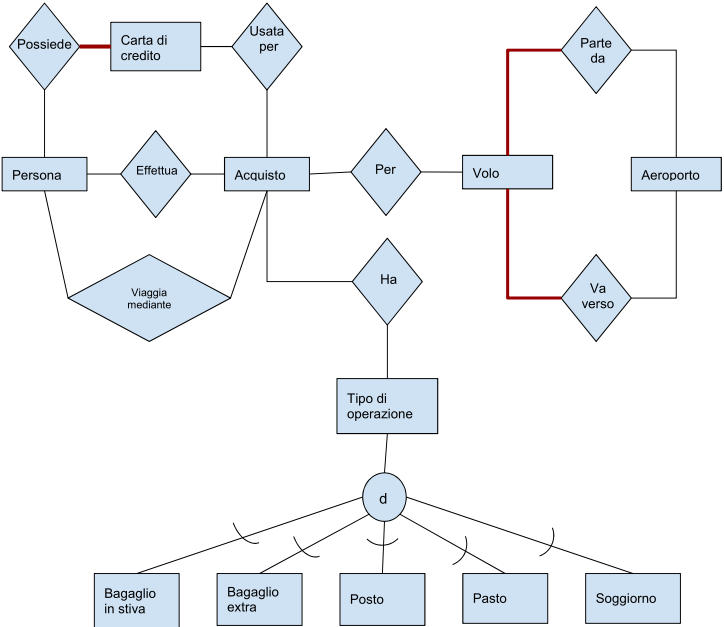 Possiede
Carta di
credito
Usata
per
Parte
da
Persona
Effettua
Acquisto
Per
Volo
Aeroporto
Viaggia
mediante
Ha
Va
verso
Tipo di
operazione
d
Bagaglio
in stiva
Bagaglio
extra
Posto
Pasto
Soggiorno